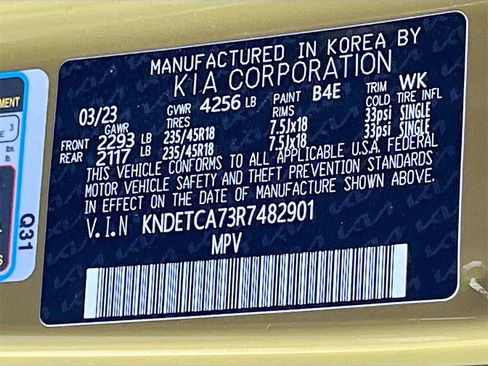 MANUFACTURED IN KOREA BY
KIA CORPORATION
03/23 GVWR 4256 LB PAINT B4E TRIM WK
GAWR TIRES RIMS COLD TIRE INFL
FRONT 2293 LB 235/45R18 7.5Jx18 33psi SINGLE
REAR 2117 LB 235/45R18 7.5Jx18 33psi SINGLE
THIS VEHICLE CONFORMS TO ALL APPLICABLE U.S.A. FEDERAL
MOTOR VEHICLE SAFETY AND THEFT PREVENTION STANDARDS
IN EFFECT ON THE DATE OF MANUFACTURE SHOWN ABOVE.
V.I.N KNDETCA73R7482901
MPV
Q31
3